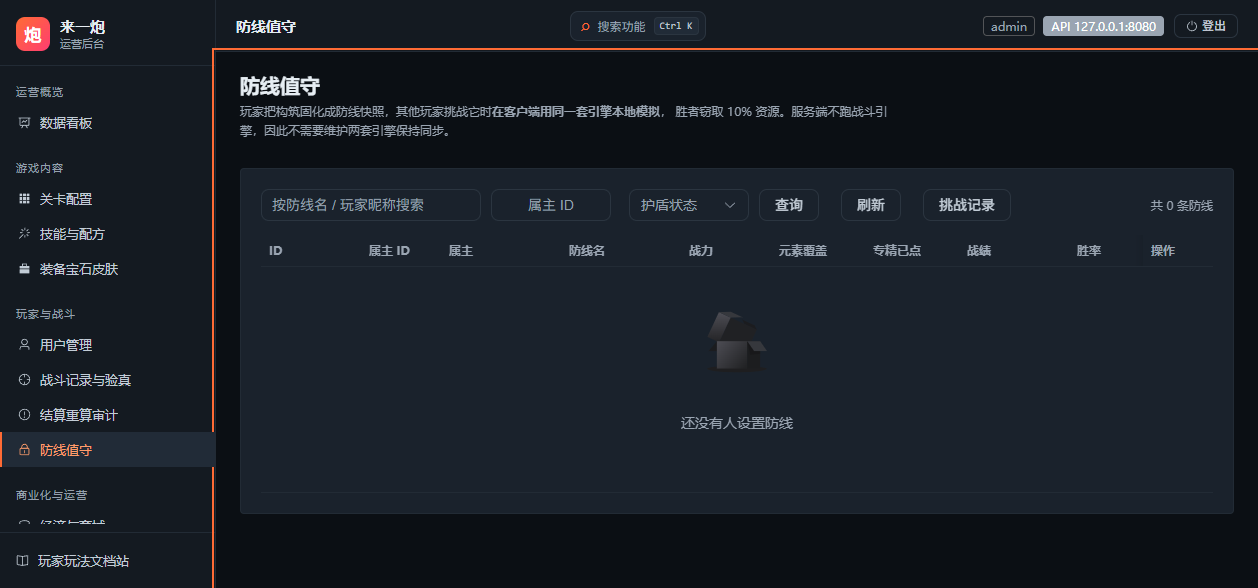 炮
来一炮
运营后台
防线值守
搜索功能 Ctrl K
admin
API 127.0.0.1:8080
登出
运营概览
数据看板
游戏内容
关卡配置
技能与配方
装备宝石皮肤
玩家与战斗
用户管理
战斗记录与验真
结算重算审计
防线值守
商业化与运营
经济与商城
玩家玩法文档站
防线值守
玩家把构筑固化成防线快照，其他玩家挑战它时在客户端用同一套引擎本地模拟， 胜者窃取 10% 资源。服务端不跑战斗引
擎，因此不需要维护两套引擎保持同步。
按防线名 / 玩家昵称搜索
属主 ID
护盾状态
查询
刷新
挑战记录
共 0 条防线
ID 属主 ID 属主 防线名 战力 元素覆盖 专精已点 战绩 胜率 操作
还没有人设置防线